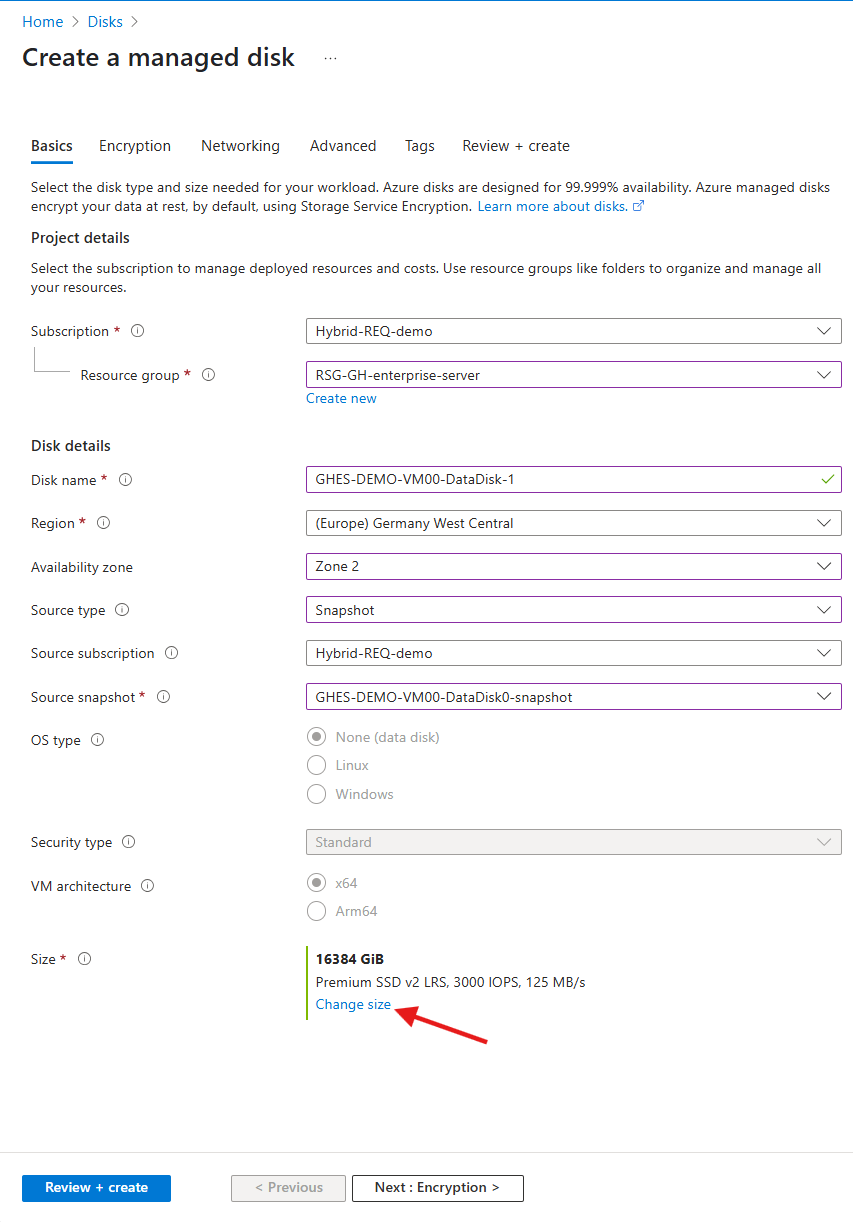 Home > Disks >
Create a managed disk ...
Basics Encryption Networking Advanced Tags Review + create
Select the disk type and size needed for your workload. Azure disks are designed for 99.999% availability. Azure managed disks
encrypt your data at rest, by default, using Storage Service Encryption. Learn more about disks.
Project details
Select the subscription to manage deployed resources and costs. Use resource groups like folders to organize and manage all
your resources.
Subscription * Hybrid-REQ-demo
Resource group * RSG-GH-enterprise-server
Create new
Disk details
Disk name * GHES-DEMO-VM00-DataDisk-1
Region * (Europe) Germany West Central
Availability zone Zone 2
Source type Snapshot
Source subscription Hybrid-REQ-demo
Source snapshot * GHES-DEMO-VM00-DataDisk0-snapshot
OS type None (data disk)
Linux
Windows
Security type Standard
VM architecture x64
Arm64
Size * 16384 GiB
Premium SSD v2 LRS, 3000 IOPS, 125 MB/s
Change size
Review + create < Previous Next : Encryption >